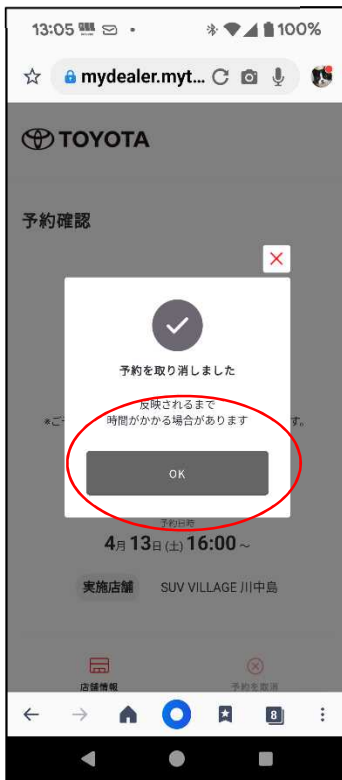 13:05
100%
mydealer.myt...
TOYOTA
予約確認
予約を取り消しました
反映されるまで
*ご
時間がかかる場合があります
す。
OK
予約日時
4月13日(土)16:00～
実施店舗 SUV VILLAGE 川中島
店舗情報
予約を取消
8